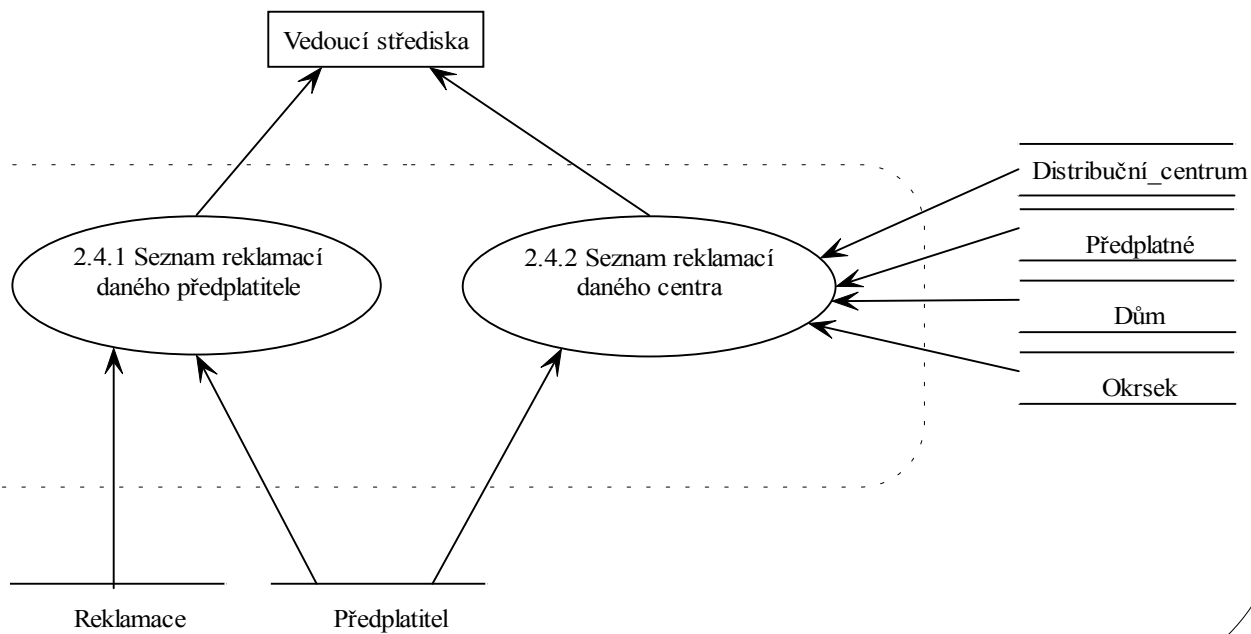 Vedoucí střediska
Distribuční_centrum
2.4.1 Seznam reklamací
daného předplatitele
2.4.2 Seznam reklamací
daného centra
Předplatné
Dům
Okrsek
Reklamace
Předplatitel